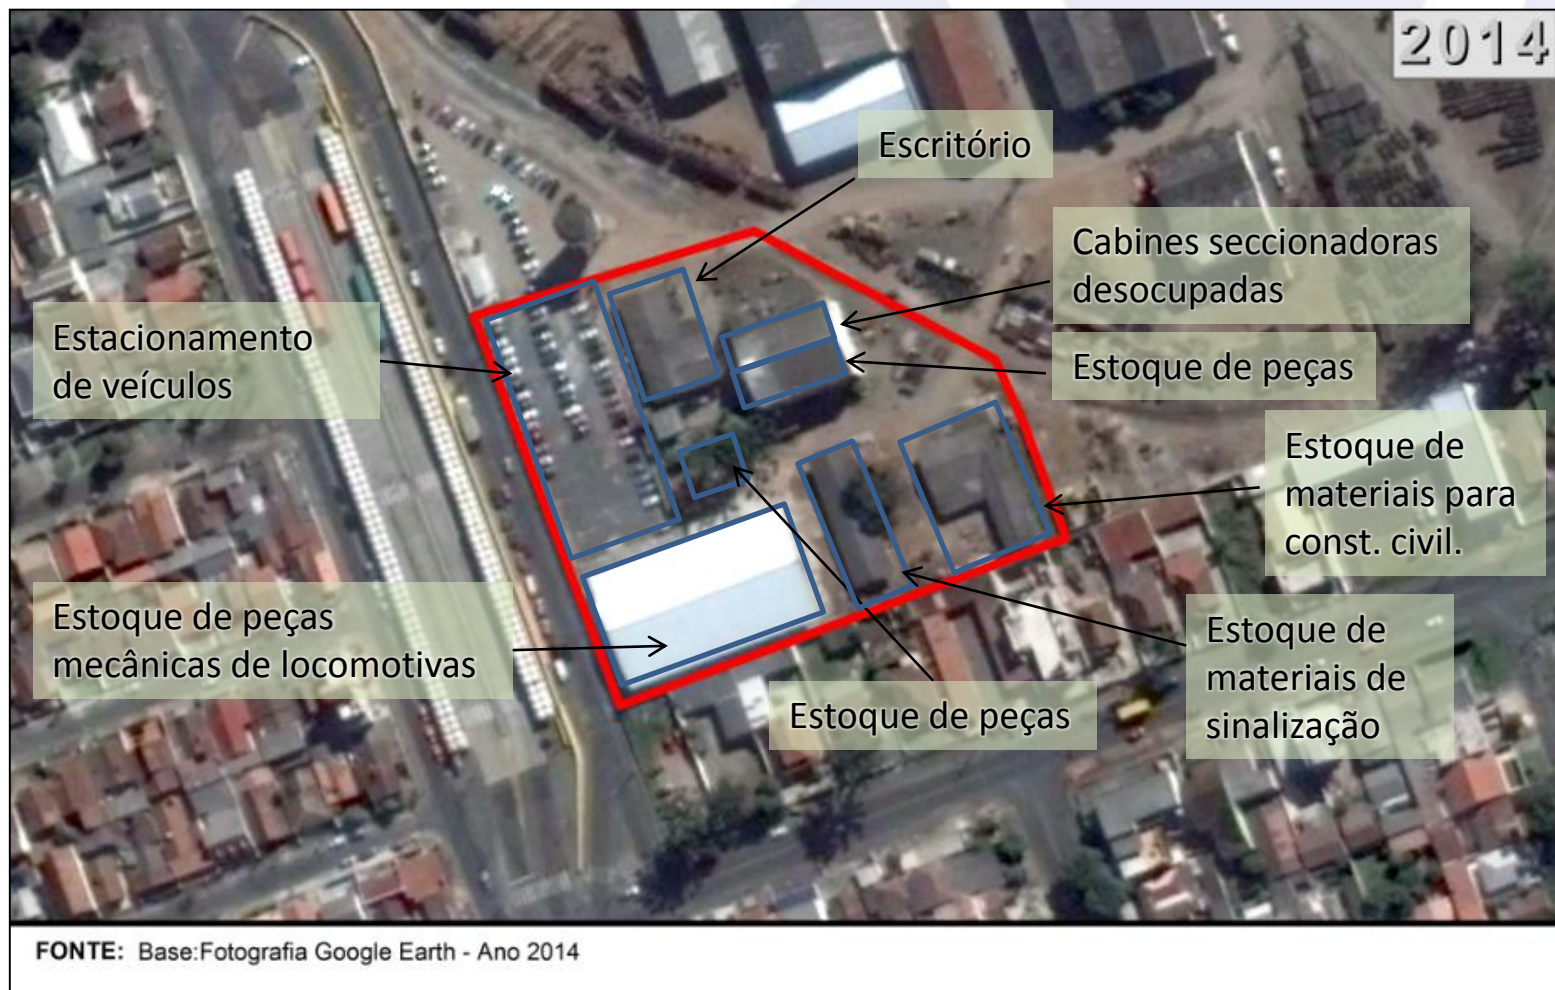 2014
Escritório
Cabines seccionadoras
desocupadas
Estacionamento
de veículos
Estoque de peças
Estoque de
materiais para
const. civil.
Estoque de peças
mecânicas de locomotivas
Estoque de
materiais de
sinalização
Estoque de peças
FONTE: Base:Fotografia Google Earth - Ano 2014